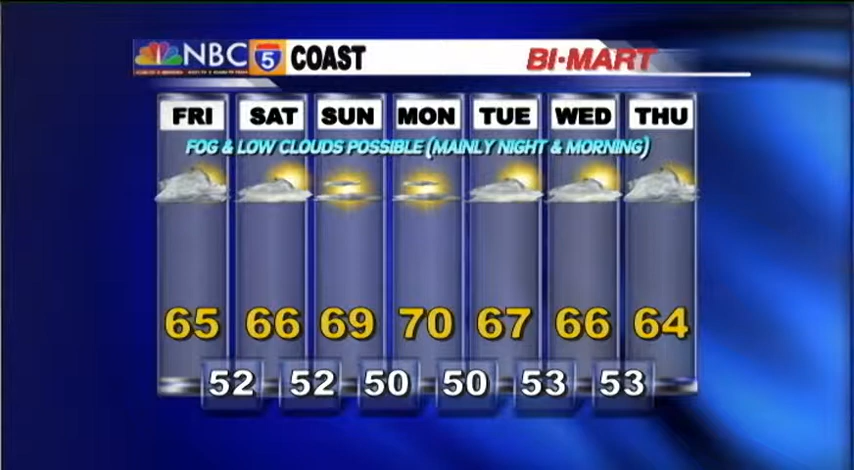 NBC 5 COAST BI-MART
FRI SAT SUN MON TUE WED THU
FOG & LOW CLOUDS POSSIBLE (MAINLY NIGHT & MORNING)
65 66 69 70 67 66 64
52 52 50 50 53 53